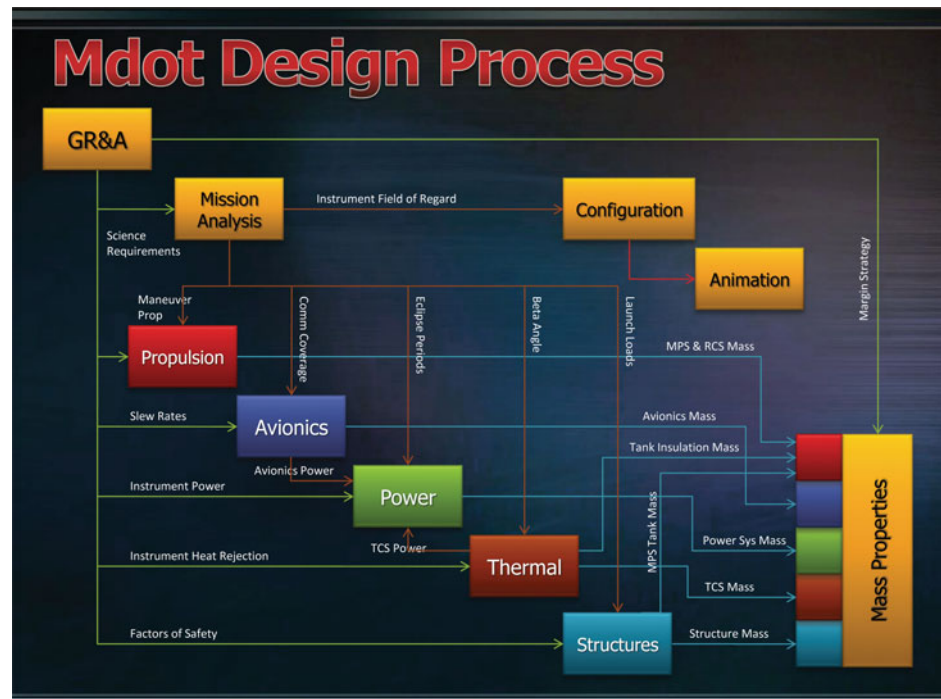 Mdot Design Process
GR&A
Mission
Analysis
Instrument Field of Regard
Configuration
Science
Requirements
Animation
Margin Strategy
Maneuver
Prop
Comm Coverage
Eclipse Periods
Beta Angle
Launch Loads
Propulsion
MPS & RCS Mass
Slew Rates
Avionics
Avionics Mass
Tank Insulation Mass
Avionics Power
Instrument Power
Power
MPS Tank Mass
Power Sys Mass
Mass Properties
TCS Power
Instrument Heat Rejection
Thermal
TCS Mass
Factors of Safety
Structures
Structure Mass